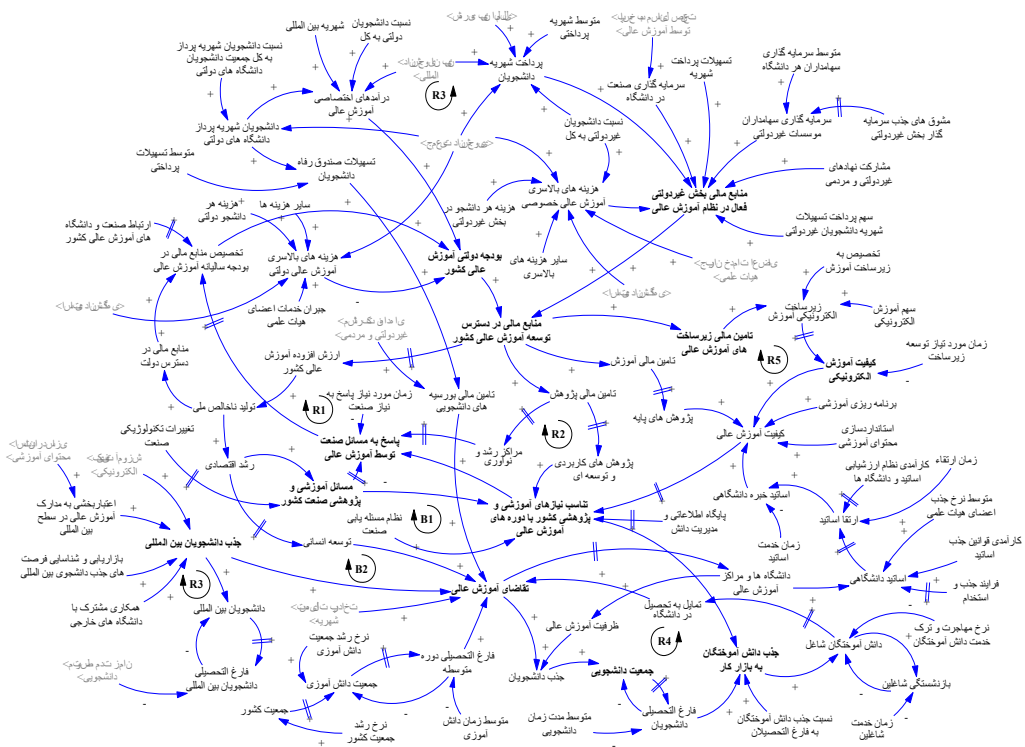 شهریه بین المللی
نسبت دانشجویان
دولتی به کل
نسبت دانشجویان شهریه پرداز
به کل جمعیت دانشجویان
دانشگاه های دولتی
درآمدهای اختصاصی
آموزش عالی
دانشجویان شهریه پرداز
دانشگاه های دولتی
متوسط تسهیلات
پرداختی
تسهیلات صندوق رفاه
دانشجویان
متوسط شهریه
پرداختی
پرداخت شهریه
دانشجویان
R3
سرمایه گذاری صنعت
در دانشگاه
تسهیلات پرداخت
شهریه
متوسط سرمایه گذاری
سهامداران هر دانشگاه
سرمایه گذاری سهامداران
موسسات غیردولتی
مشوق های جذب سرمایه
گذار بخش غیردولتی
مشارکت نهادهای
غیردولتی و مردمی
نسبت دانشجویان
غیردولتی به کل
هزینه های بالاسری
آموزش عالی خصوصی
منابع مالی بخش غیردولتی
فعال در نظام آموزش عالی
هزینه هر دانشجو در
بخش غیردولتی
سایر هزینه های
بالاسری
سهم پرداخت تسهیلات
شهریه دانشجویان غیردولتی
ارتباط صنعت و دانشگاه
های آموزش عالی کشور
هزینه هر
دانشجو دولتی
سایر هزینه ها
تخصیص منابع مالی در
بودجه سالیانه آموزش عالی
هزینه های بالاسری
آموزش عالی دولتی
بودجه دولتی آموزش
عالی کشور
جبران خدمات اعضای
هیات علمی
تخصیص به
زیرساخت آموزش
زیرساخت
الکترونیکی آموزش
سهم آموزش
الکترونیکی
منابع مالی در دسترس
توسعه آموزش عالی کشور
تامین مالی زیرساخت
های آموزش عالی
R5
کیفیت آموزش
الکترونیکی
زمان مورد نیاز توسعه
زیرساخت
منابع مالی در
دسترس دولت
ارزش افزوده آموزش
عالی کشور
تامین مالی آموزش
تولید ناخالص ملی
R1
زمان مورد نیاز پاسخ به
نیاز صنعت
تامین مالی بورسیه
های دانشجویی
تامین مالی پژوهش
پژوهش های پایه
برنامه ریزی آموزشی
تغییرات تکنولوژیکی
صنعت
پاسخ به مسائل صنعت
توسط آموزش عالی
مراکز رشد و
نوآوری
R2
کیفیت آموزش عالی
استانداردسازی
محتوای آموزشی
رشد اقتصادی
پژوهش های کاربردی
و توسعه ای
کارآمدی نظام ارزشیابی
اساتید و دانشگاه ها
زمان ارتقاء
مسائل آموزشی و
پژوهشی صنعت کشور
اساتید خبره دانشگاهی
اعتباربخشی به مدارک
آموزش عالی در سطح
بین المللی
B1
تناسب نیازهای آموزشی و
پژوهشی کشور با دوره های
آموزش عالی
پایگاه اطلاعاتی و
مدیریت دانش
ارتقا اساتید
متوسط نرخ جذب
اعضای هیات علمی
نظام مسئله یابی
صنعت
جذب دانشجویان بین المللی
توسعه انسانی
زمان خدمت
اساتید
کارآمدی قوانین جذب
اساتید
بازاریابی و شناسایی فرصت
های جذب دانشجوی بین المللی
R3
B2
تقاضای آموزش عالی
دانشگاه ها و مراکز
آموزش عالی
اساتید دانشگاهی
فرایند جذب و
استخدام
همکاری مشترک با
دانشگاه های خارجی
دانشجویان بین المللی
تمایل به تحصیل
در دانشگاه
ظرفیت آموزش عالی
R4
نرخ مهاجرت و ترک
خدمت دانش آموختگان
نرخ رشد جمعیت
دانش آموزی
فارغ التحصیلی دوره
متوسطه
جذب دانش آموختگان
به بازار کار
دانش آموختگان شاغل
فارغ التحصیلی
دانشجویان بین المللی
جمعیت دانش آموزی
جذب دانشجویان
جمعیت دانشجویی
بازنشستگی شاغلین
جمعیت کشور
فارغ التحصیلی
دانشجویان
نرخ رشد
جمعیت کشور
متوسط زمان دانش
آموزی
متوسط مدت زمان
دانشجویی
نسبت جذب دانش آموختگان
به فارغ التحصیلان
زمان خدمت
شاغلین